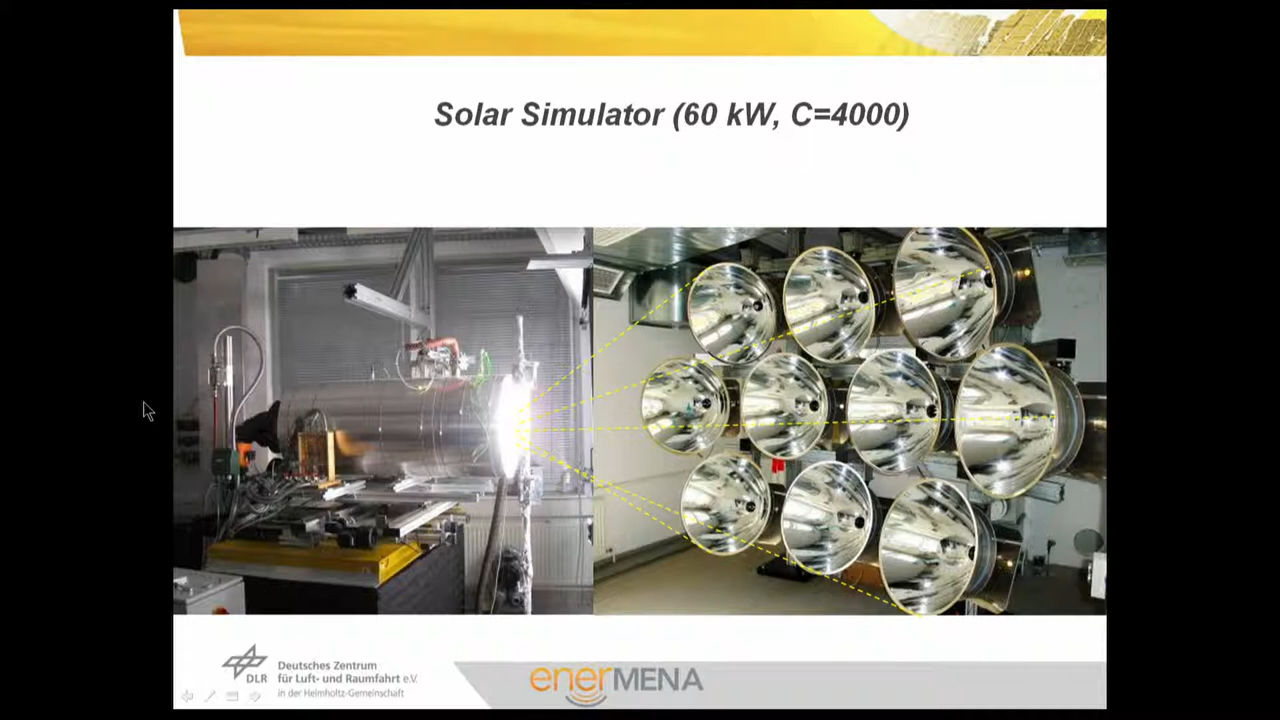 Solar Simulator (60 kW, C=4000)
DLR
Deutsches Zentrum
für Luft- und Raumfahrt e.V.
in der Helmholtz-Gemeinschaft
enerMENA